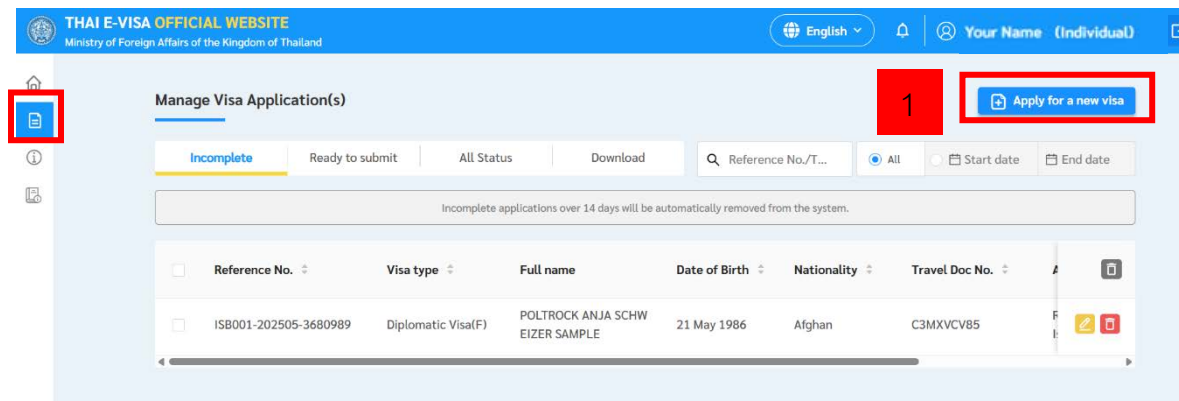 THAI E-VISA OFFICIAL WEBSITE
Ministry of Foreign Affairs of the Kingdom of Thailand
English
Your Name (Individual)
Manage Visa Application(s)
1
Apply for a new visa
Incomplete Ready to submit All Status Download
Reference No./T... All Start date End date
Incomplete applications over 14 days will be automatically removed from the system.
Reference No. Visa type Full name Date of Birth Nationality Travel Doc No.
ISB001-202505-3680989 Diplomatic Visa(F) POLTROCK ANJA SCHW 21 May 1986 Afghan C3MXVCV85
EIZER SAMPLE